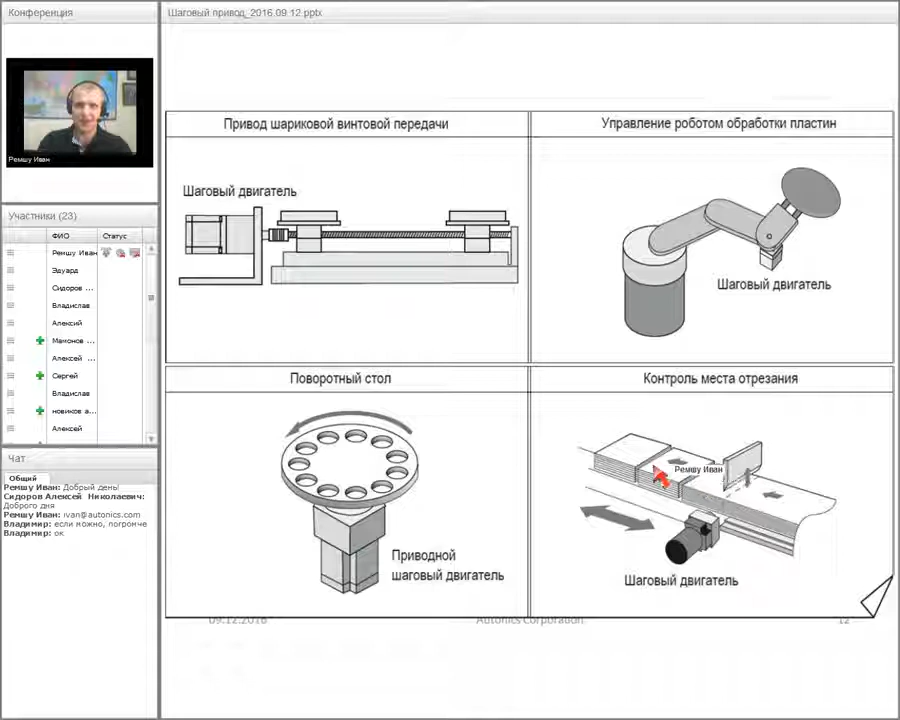 Конференция
Шаговый привод_2016 09 12.pptx
Ремшу Иван
Участники (23)
ФИО Статус
Ремшу Иван
Эдуард
Сидоров ...
Владислав
Алексий
Мамонов ...
Алексей ...
Сергей
Владислав
новиков а...
Алексей
Чат
Общий
Ремшу Иван: Добрый день!
Сидоров Алексей Николаевич:
Доброго дня
Ремшу Иван: ivan@autonics.com
Владимир: если можно, погромче
Владимир: ок
Привод шариковой винтовой передачи
Шаговый двигатель
Управление роботом обработки пластин
Шаговый двигатель
Поворотный стол
Приводной
шаговый двигатель
Контроль места отрезания
Ремшу Иван
Шаговый двигатель
09.12.2016 Autonics Corporation 12